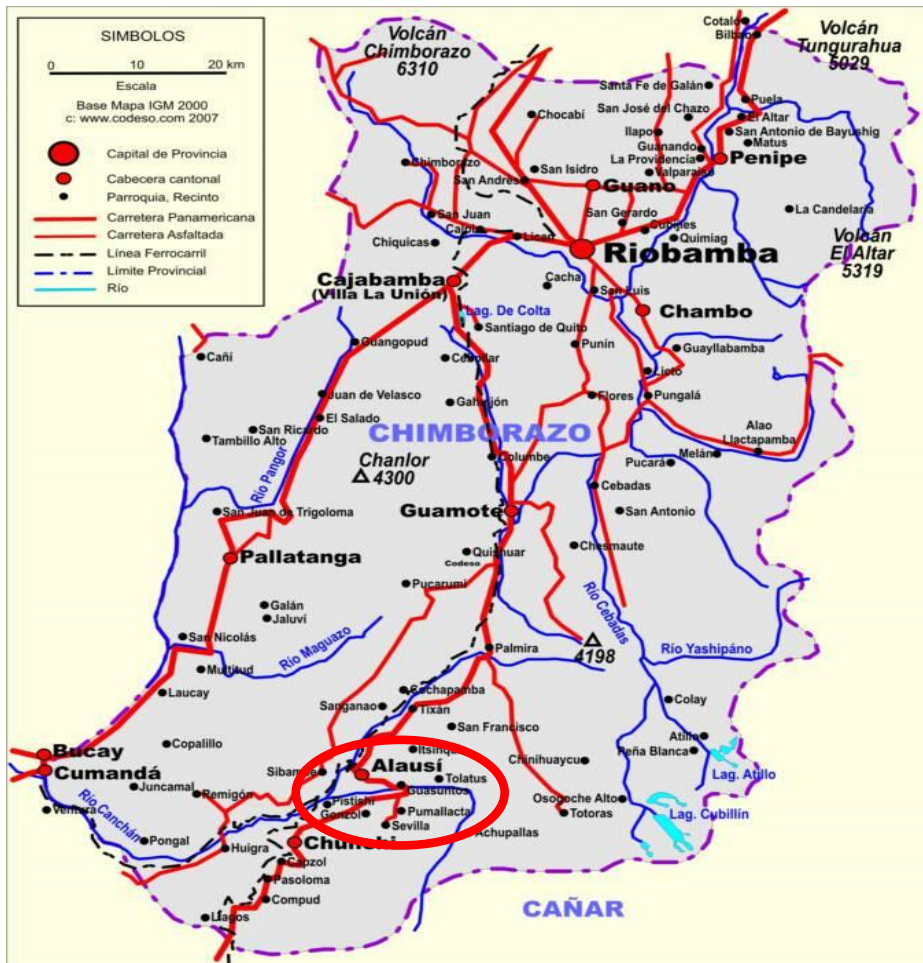 SIMBOLOS
0 10 20 km
Escala
Base Mapa IGM 2000
c: www.codeso.com 2007
Capital de Provincia
Cabecera cantonal
Parroquia, Recinto
Carretera Panamericana
Carretera Asfaltada
Línea Ferrocarril
Límite Provincial
Río
Volcán
Chimborazo
6310
Cotaló
Bilbao
Volcán
Tungurahua
5029
Santa Fe de Galán
Puela
Chocabí
San José del Chazo
El Altar
Ilapo
San Antonio de Bayushig
Guanando
Matus
Chimborazo
San Isidro
La Providencía
Penipe
San Andrés
Valparaíso
Guano
San Juan
San Gerardo
La Candelaria
Calpi
Licán
Cubijíes
Chiquicas
Quimiag
Riobamba
Volcán
El Altar
5319
Cajabamba
(Villa La Unión)
Cacha
San Luis
Chambo
Lag. De Colta
Santiago de Quito
Guangopud
Punín
Guayllabamba
Cañí
Licto
Juan de Velasco
Flores
Pungalá
El Salado
San Ricardo
Tambillo Alto
CHIMBORAZO
Alao
Llactapamba
Melán
Columbe
Pucará
Chanlor
4300
Río Pangor
Cebadas
San Juan de Trigoloma
Guamote
San Antonio
Pallatanga
Quishuar
Codeso
Chesmaute
Pucarumi
Galán
Jaluví
Río Cebadas
San Nicolás
Río Maguazo
4198
Río Yashipáno
Palmira
Multitud
Laucay
Cochapamba
Colay
Sanganao
Tixán
San Francisco
Atillo
Copalillo
Peña Blanca
Bucay
Chinihuaycu
Cumandá
Alausí
Lag. Atillo
Tolatus
Juncamal
Guasuntos
Remigón
Pistishi
Osogoche Alto
Ventura
Gonzol
Pumallacta
Totoras
Lag. Cubillín
Río Canchán
Sevilla
Achupallas
Pongal
Huigra
Chunchi
Capzol
Pasoloma
Compud
Llagos
CAÑAR